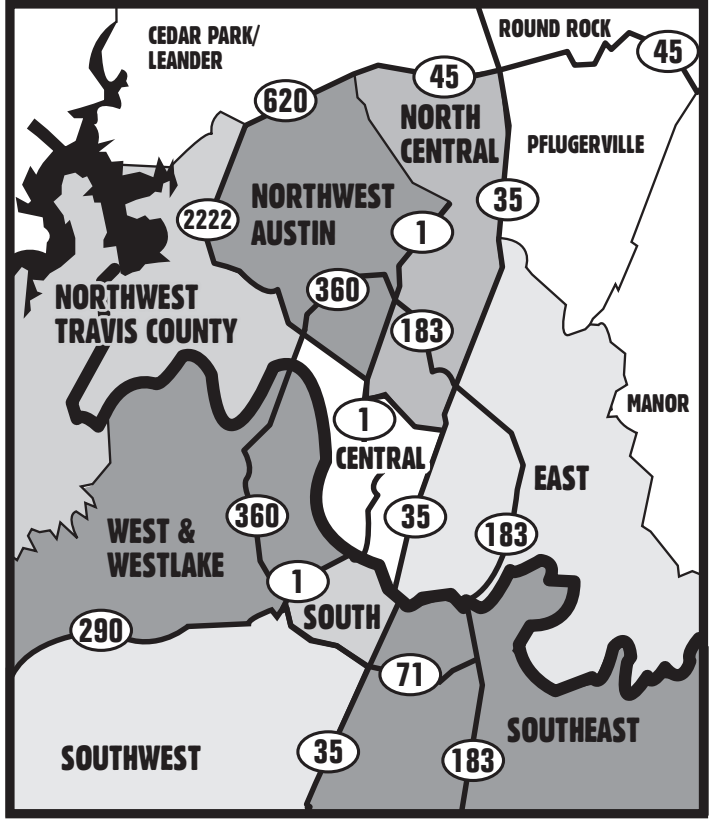 CEDAR PARK/
LEANDER
ROUND ROCK
45
45
620
NORTH
CENTRAL
PFLUGERVILLE
NORTHWEST
AUSTIN
35
2222
1
360
NORTHWEST
TRAVIS COUNTY
183
1
MANOR
CENTRAL
EAST
360
35
183
WEST &
WESTLAKE
1
SOUTH
290
71
SOUTHEAST
SOUTHWEST
35
183